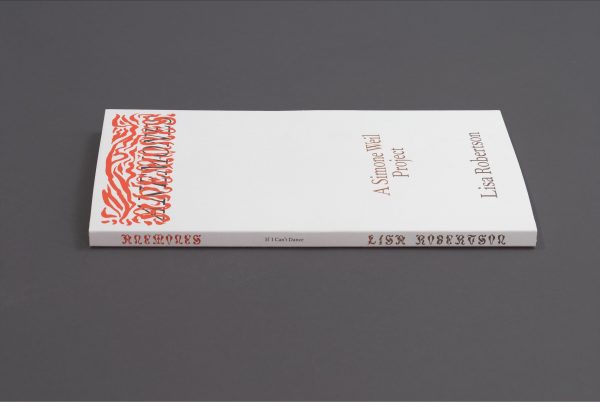 ANEMONES
A Simone Weil
Project
Lisa Robertson
ANEMONES
If I Can't Dance
LISA ROBERTSON